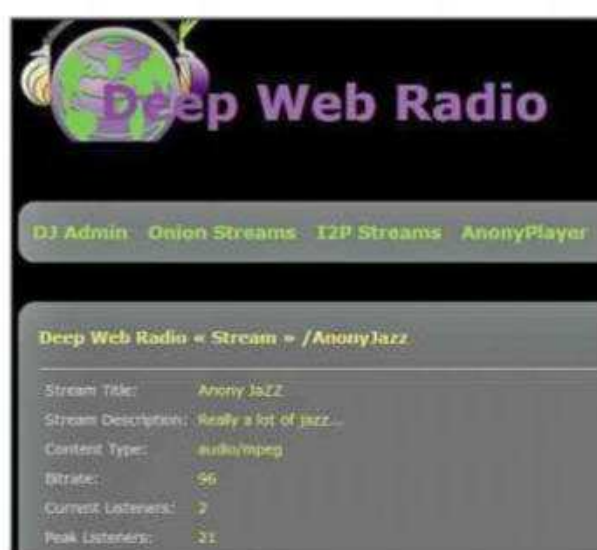 Deep Web Radio
DJ Admin Onion Streams I2P Streams AnonyPlayer
Deep Web Radio « Stream » /AnonyJazz
Stream Title: Anony JaZZ
Stream Description: Really a lot of jazz...
Content Type: audio/mpeg
Bitrate: 96
Current Listeners: 2
Peak Listeners: 21